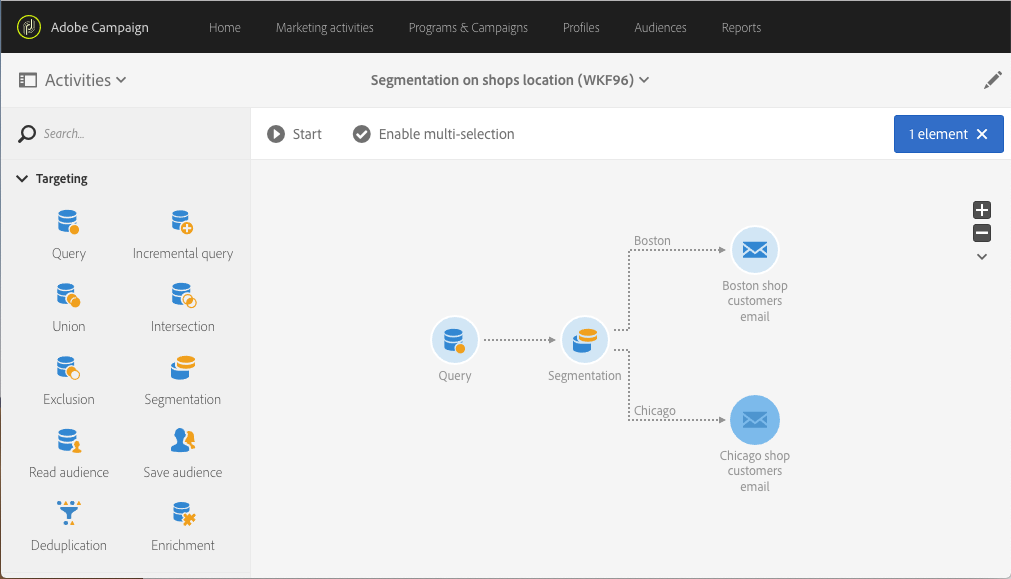 Adobe Campaign
Home
Marketing activities
Programs & Campaigns
Profiles
Audiences
Reports
Activities
Segmentation on shops location (WKF96)
Search...
Start
Enable multi-selection
1 element
Targeting
Query
Incremental query
Union
Intersection
Exclusion
Segmentation
Read audience
Save audience
Deduplication
Enrichment
Query
Segmentation
Boston
Boston shop
customers
email
Chicago
Chicago shop
customers
email